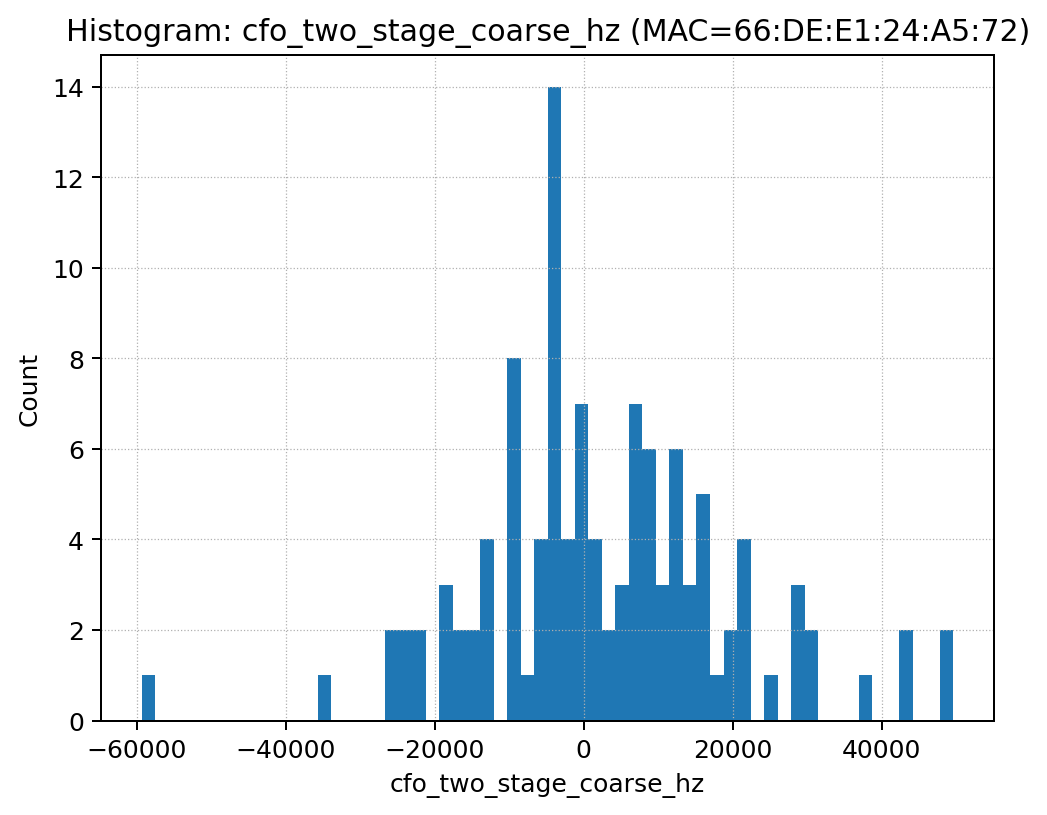 Histogram: cfo_two_stage_coarse_hz (MAC=66:DE:E1:24:A5:72)
14
12
10
8
6
4
2
0
Count
−60000 −40000 −20000 0 20000 40000
cfo_two_stage_coarse_hz